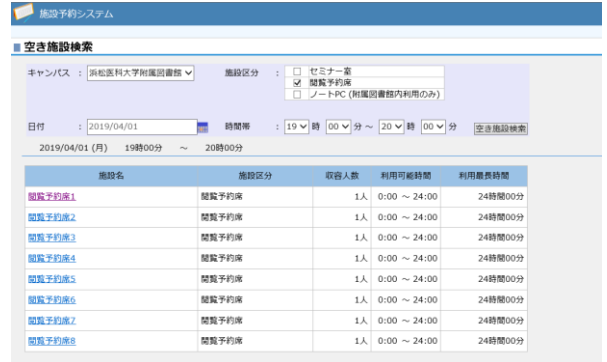 施設予約システム
空き施設検索
キャンパス : 浜松医科大学附属図書館 施設区分 : セミナー室
閲覧予約席
ノートPC (附属図書館内利用のみ)
日付 : 2019/04/01 時間帯 : 19 時 00 分 ～ 20 時 00 分 空き施設検索
2019/04/01 (月) 19時00分 ～ 20時00分
施設名 施設区分 収容人数 利用可能時間 利用最長時間
閲覧予約席1 閲覧予約席 1人 0:00 ～ 24:00 24時間00分
閲覧予約席2 閲覧予約席 1人 0:00 ～ 24:00 24時間00分
閲覧予約席3 閲覧予約席 1人 0:00 ～ 24:00 24時間00分
閲覧予約席4 閲覧予約席 1人 0:00 ～ 24:00 24時間00分
閲覧予約席5 閲覧予約席 1人 0:00 ～ 24:00 24時間00分
閲覧予約席6 閲覧予約席 1人 0:00 ～ 24:00 24時間00分
閲覧予約席7 閲覧予約席 1人 0:00 ～ 24:00 24時間00分
閲覧予約席8 閲覧予約席 1人 0:00 ～ 24:00 24時間00分